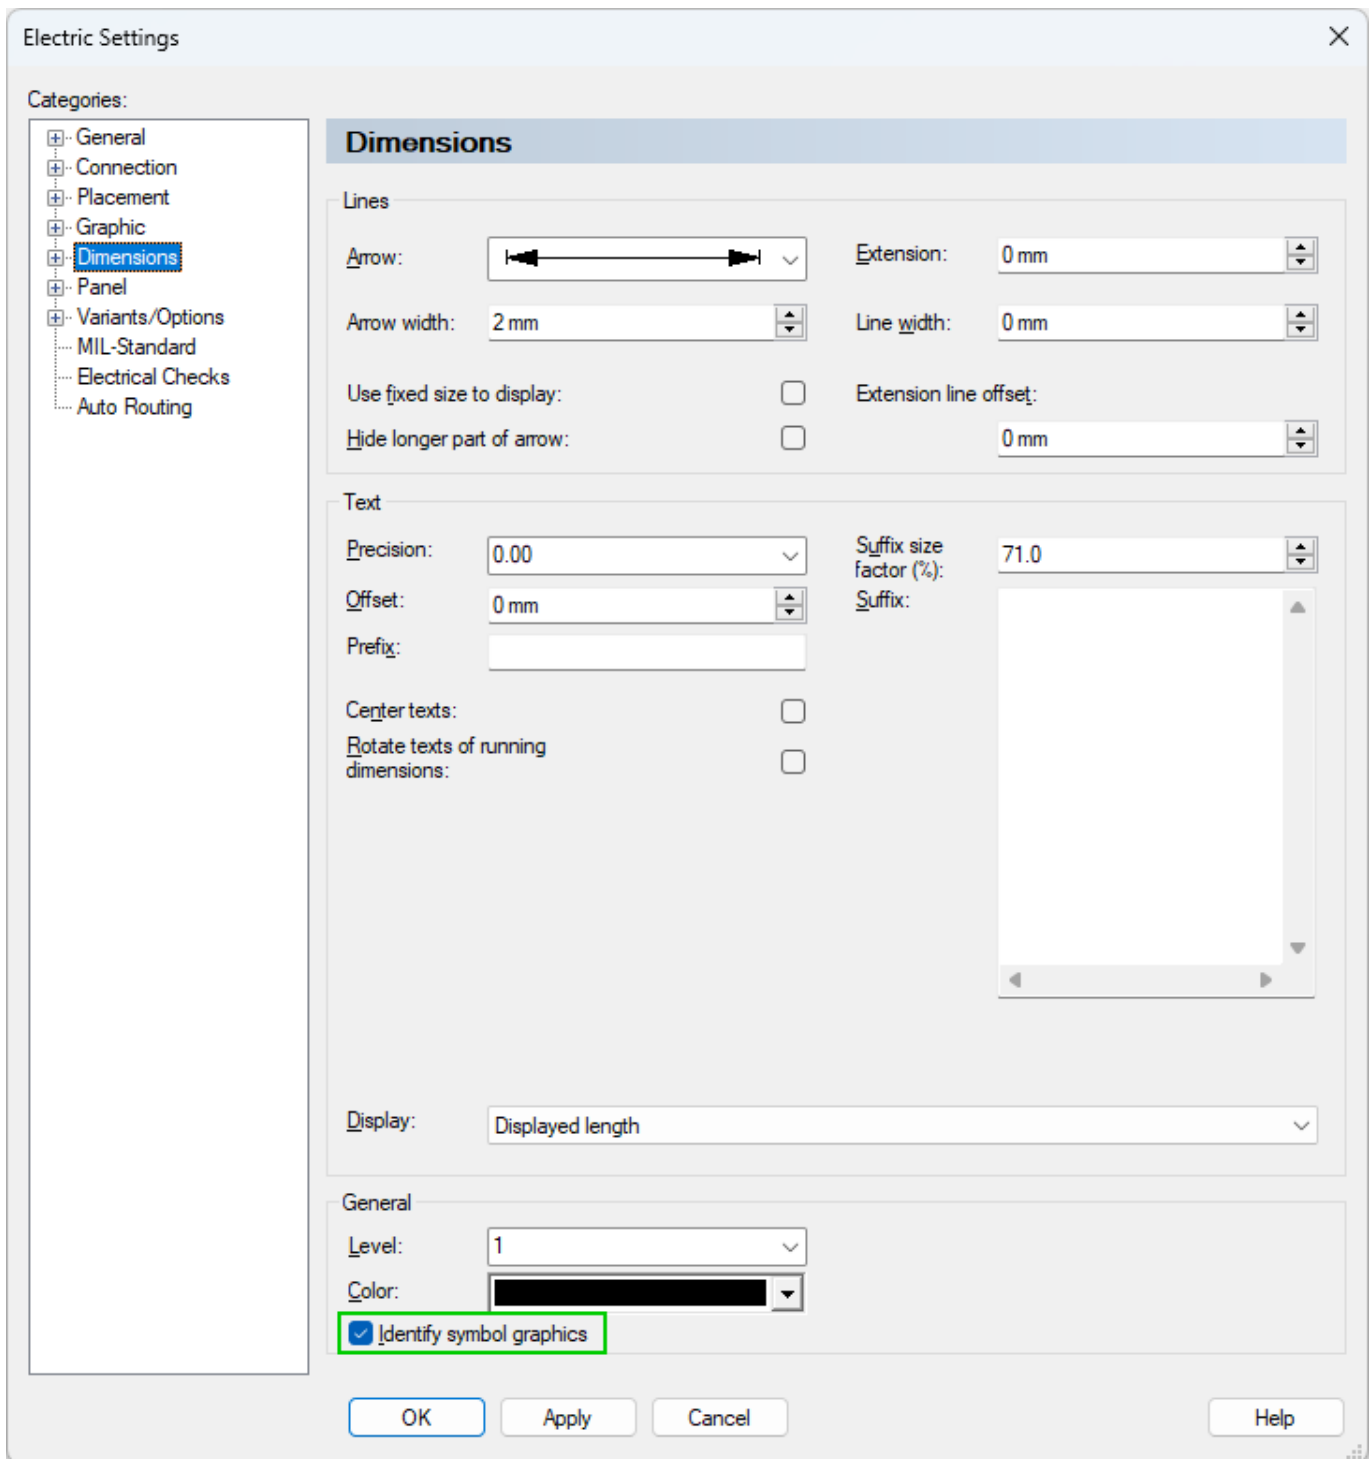 Electric Settings
Categories:
General
Connection
Placement
Graphic
Dimensions
Panel
Variants/Options
MIL-Standard
Electrical Checks
Auto Routing
Dimensions
Lines
Arrow:
Extension: 0 mm
Arrow width: 2 mm
Line width: 0 mm
Use fixed size to display:
Extension line offset:
Hide longer part of arrow:
0 mm
Text
Precision: 0.00
Suffix size
factor (%): 71.0
Offset: 0 mm
Suffix:
Prefix:
Center texts:
Rotate texts of running
dimensions:
Display: Displayed length
General
Level: 1
Color:
Identify symbol graphics
OK Apply Cancel Help